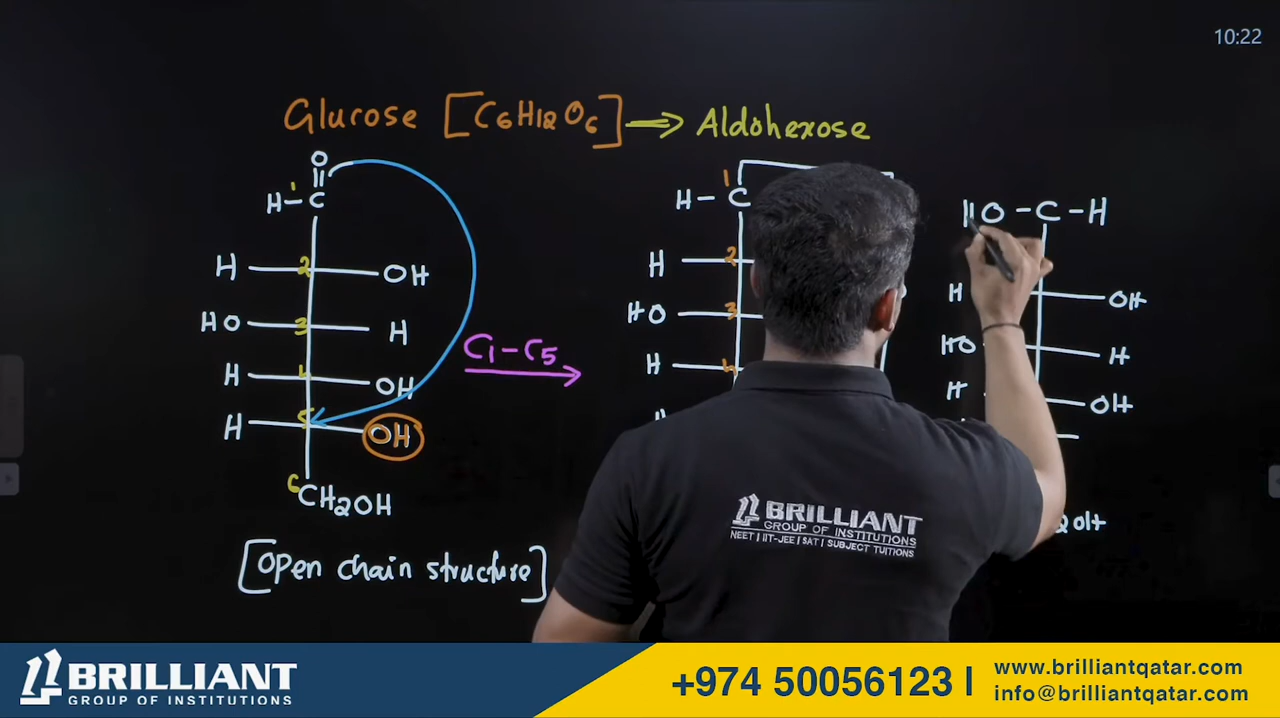 10:22
Glucose [C6H12O6] ⟹ Aldohexose
O
1
H-C
2
H OH
3
HO H
4
H OH
5
H OH
6
CH2OH
[Open chain structure]
C1-C5
1
H-C
2
H
3
HO
4
H
HO-C-H
H OH
HO H
H OH
BRILLIANT
GROUP OF INSTITUTIONS
NEET | IIT-JEE | SAT | SUBJECT TUITIONS
BRILLIANT
GROUP OF INSTITUTIONS
+974 50056123 |
www.brilliantqatar.com
info@brilliantqatar.com